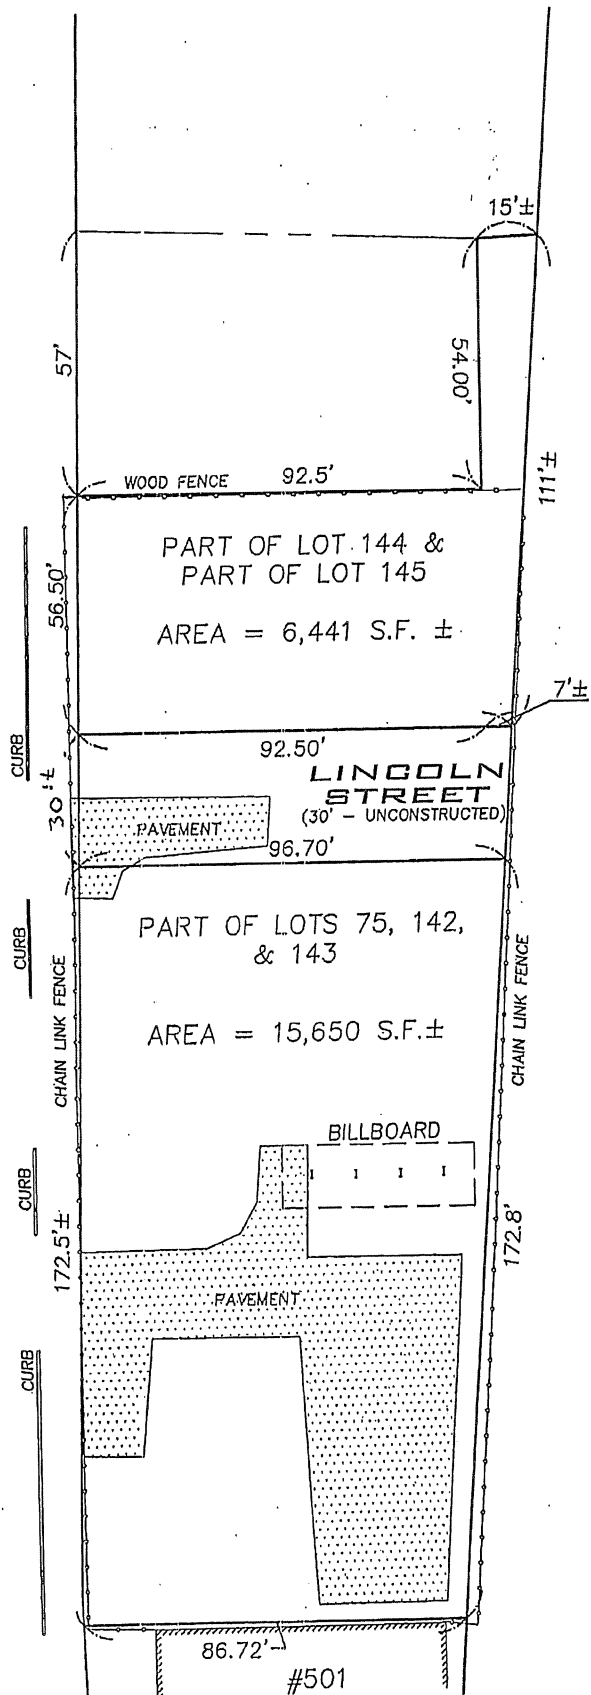 15'±
57'
54.00'
111'±
WOOD FENCE
92.5'
56.50'
PART OF LOT 144 &
PART OF LOT 145
AREA = 6,441 S.F. ±
7'±
CURB
92.50'
30'±
LINCOLN
STREET
(30' - UNCONSTRUCTED)
PAVEMENT
96.70'
CURB
PART OF LOTS 75, 142,
& 143
CHAIN LINK FENCE
CHAIN LINK FENCE
AREA = 15,650 S.F.±
BILLBOARD
I I I I
CURB
172.5'±
172.8'
PAVEMENT
CURB
86.72'
#501